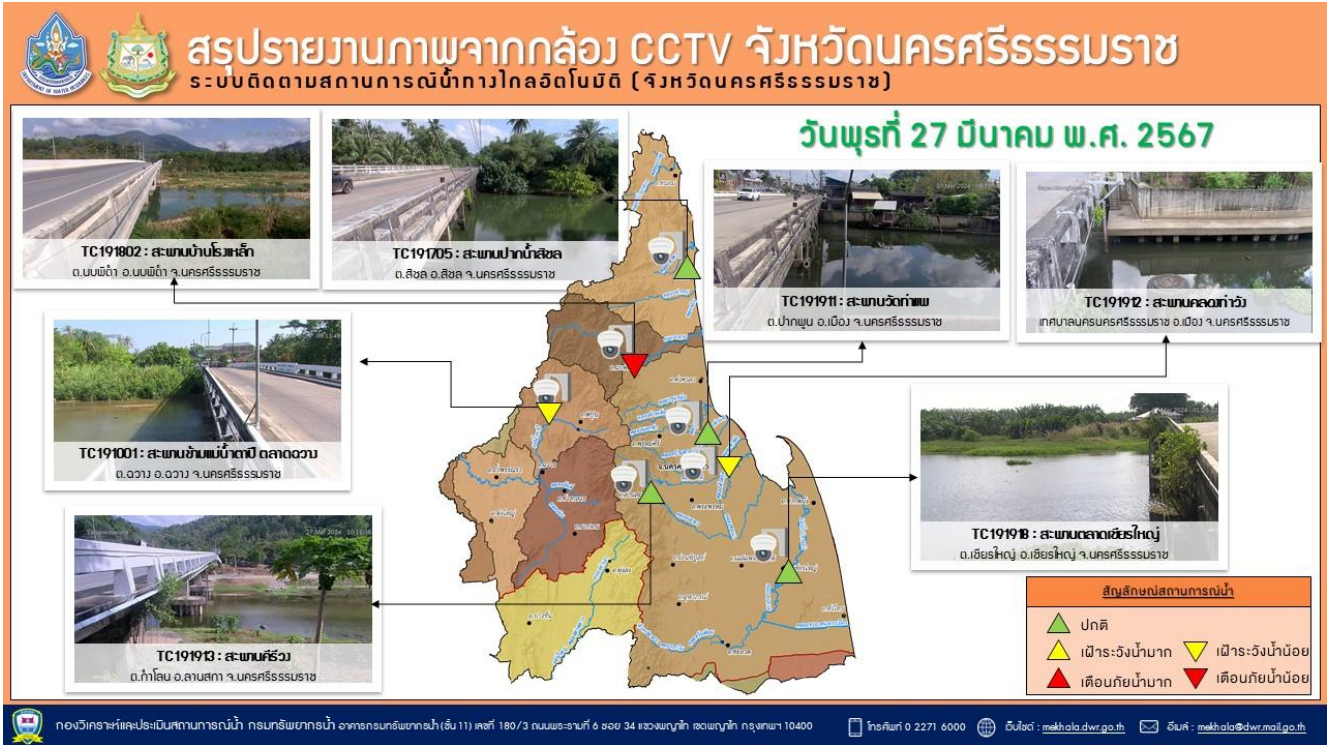 สรุปรายงานภาพจากกล้อง CCTV จังหวัดนครศรีธรรมราช
ระบบติดตามสถานการณ์น้ำทางไกลอัตโนมัติ (จังหวัดนครศรีธรรมราช)
วันพุธที่ 27 มีนาคม พ.ศ. 2567
TC191802 : สะพานบ้านโรงเหล็ก
ต.นบพิตำ อ.นบพิตำ จ.นครศรีธรรมราช
TC191705 : สะพานปากน้ำสิชล
ต.สิชล อ.สิชล จ.นครศรีธรรมราช
TC191911 : สะพานวัดท่าแพ
ต.ปากพูน อ.เมือง จ.นครศรีธรรมราช
TC191912 : สะพานคลองท่าวัง
เทศบาลนครนครศรีธรรมราช อ.เมือง จ.นครศรีธรรมราช
TC191001 : สะพานข้ามแม่น้ำตาปี ตลาดฉวาง
ต.ฉวาง อ.ฉวาง จ.นครศรีธรรมราช
TC191918 : สะพานตลาดเชียรใหญ่
ต.เชียรใหญ่ อ.เชียรใหญ่ จ.นครศรีธรรมราช
TC191913 : สะพานคีรีวง
ต.กำโลน อ.ลานสกา จ.นครศรีธรรมราช
สัญลักษณ์สถานการณ์น้ำ
ปกติ
เฝ้าระวังน้ำมาก
เฝ้าระวังน้ำน้อย
เตือนภัยน้ำมาก
เตือนภัยน้ำน้อย
กองวิเคราะห์และประเมินสถานการณ์น้ำ กรมทรัพยากรน้ำ อาคารกรมทรัพยากรน้ำ (ชั้น 11) เลขที่ 180/3 ถนนพระรามที่ 6 ซอย 34 แขวงพญาไท เขตพญาไท กรุงเทพฯ 10400
โทรศัพท์ 0 2271 6000
เว็บไซต์ : mekhala.dwr.go.th
อีเมล์ : mekhala@dwr.mail.go.th